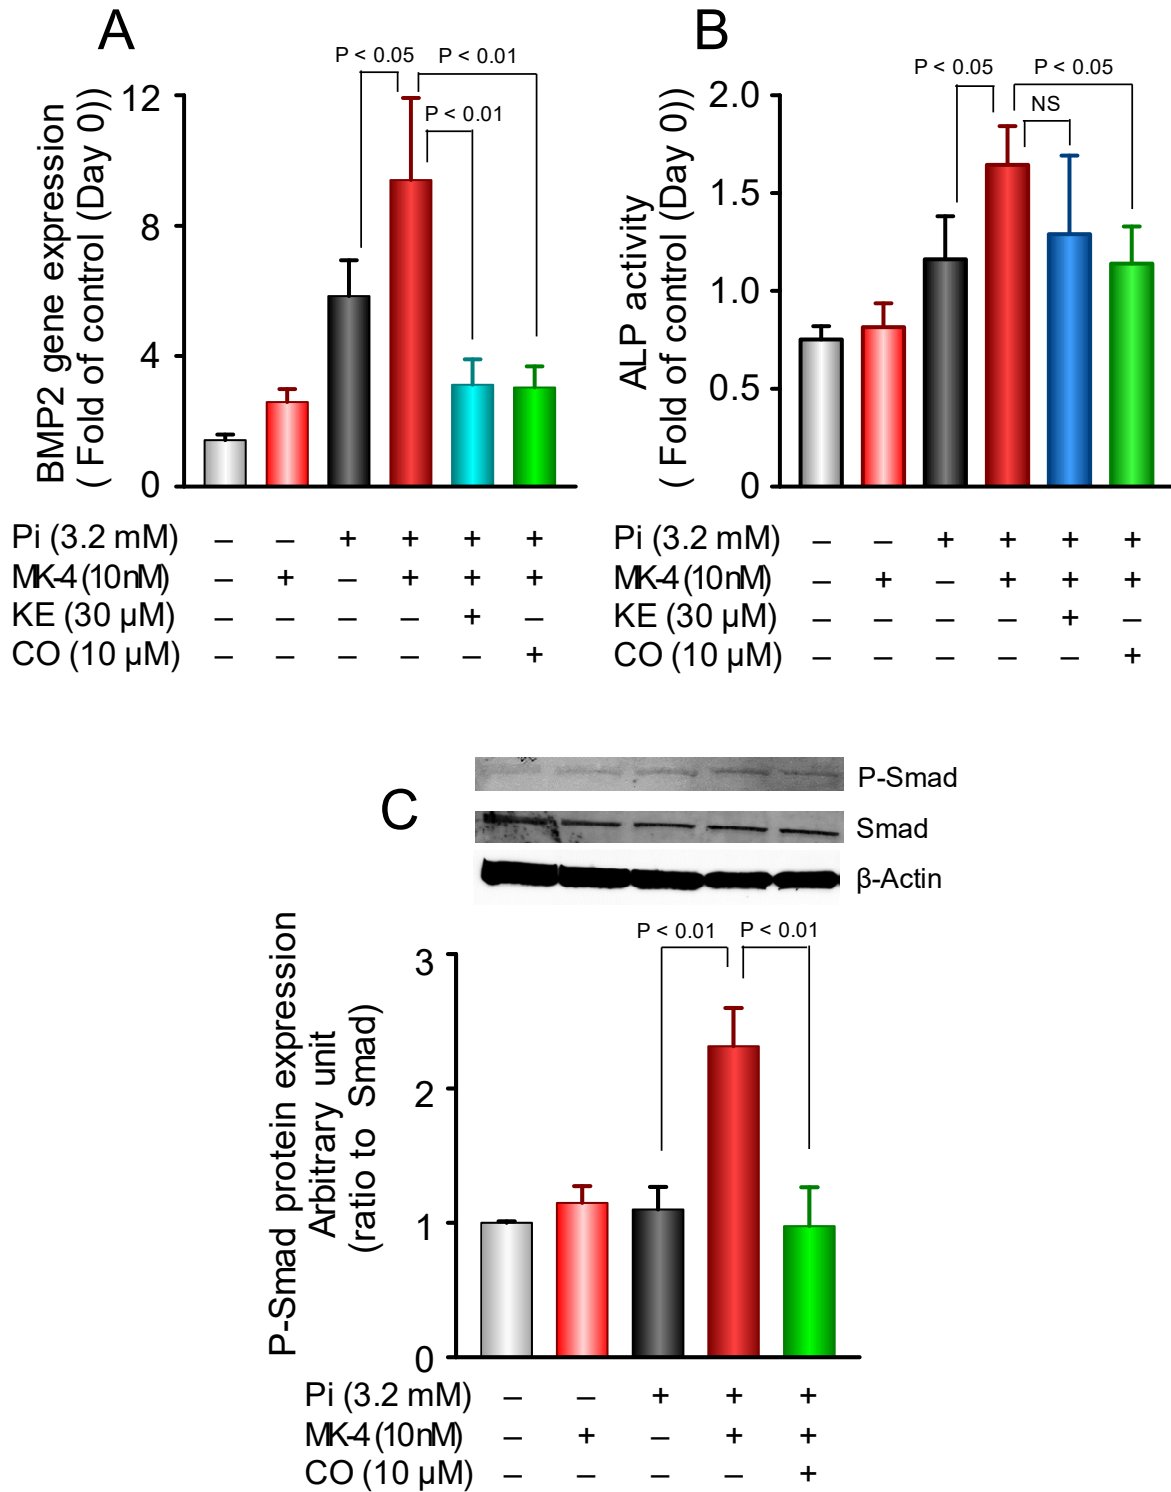 A
P < 0.05
P < 0.01
P < 0.01
BMP2 gene expression
( Fold of control (Day 0))
12
8
4
0
Pi (3.2 mM) – – + + + +
MK-4 (10nM) – + – + + +
KE (30 µM) – – – – + –
CO (10 µM) – – – – – +
B
P < 0.05
P < 0.05
NS
ALP activity
( Fold of control (Day 0))
2.0
1.5
1.0
0.5
0
Pi (3.2 mM) – – + + + +
MK-4 (10nM) – + – + + +
KE (30 µM) – – – – + –
CO (10 µM) – – – – – +
C
P-Smad
Smad
β-Actin
P < 0.01
P < 0.01
P-Smad protein expression
Arbitrary unit
(ratio to Smad)
3
2
1
0
Pi (3.2 mM) – – + + +
MK-4 (10nM) – + – + +
CO (10 µM) – – – – +